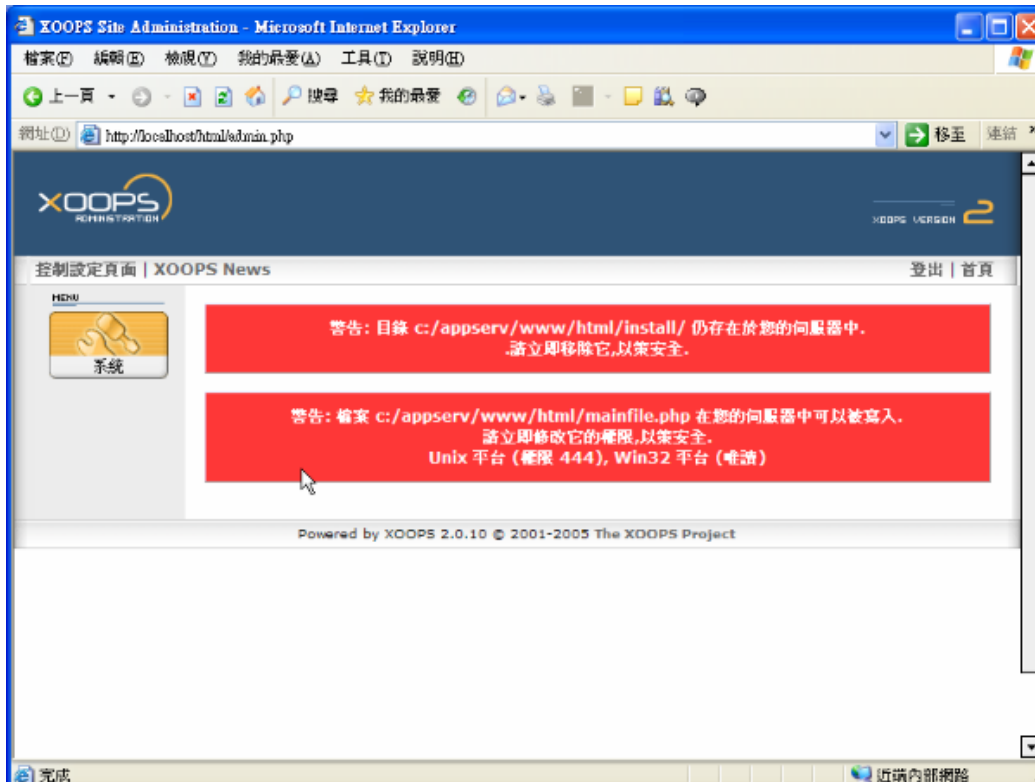 XOOPS Site Administration - Microsoft Internet Explorer
檔案(F) 編輯(E) 檢視(V) 我的最愛(A) 工具(T) 說明(H)
上一頁 搜尋 我的最愛
網址(D) http://localhost/html/admin.php 移至 連結 »
XOOPS
ADMINISTRATION
XOOPS VERSION 2
控制設定頁面 | XOOPS News 登出 | 首頁
MENU
系統
警告: 目錄 c:/appserv/www/html/install/ 仍存在於您的伺服器中.
.請立即移除它,以策安全.
警告: 檔案 c:/appserv/www/html/mainfile.php 在您的伺服器中可以被寫入.
請立即修改它的權限,以策安全.
Unix 平台 (權限 444), Win32 平台 (唯讀)
Powered by XOOPS 2.0.10 © 2001-2005 The XOOPS Project
完成 近端內部網路